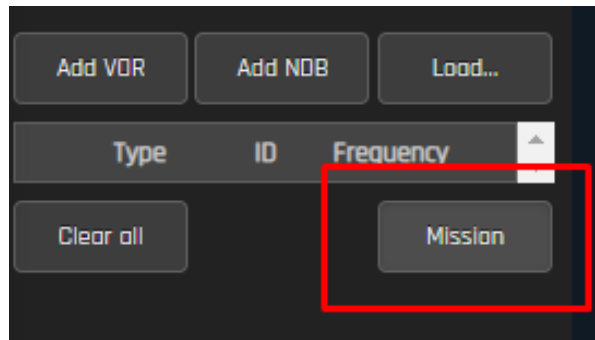 Add VOR Add NDB Load...
Type ID Frequency
Clear all Mission